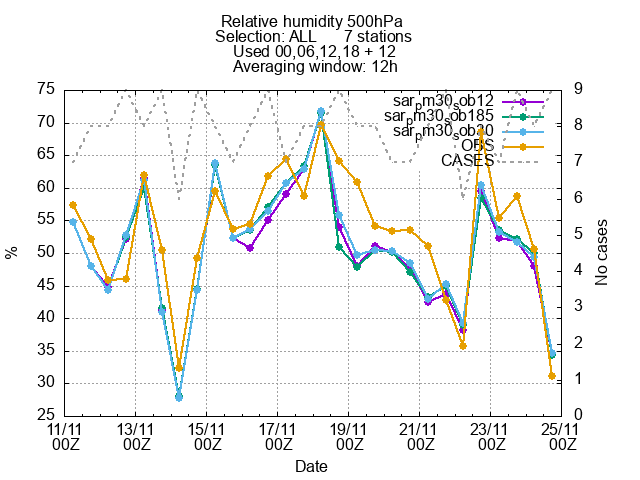 Relative humidity 500hPa
Selection: ALL 7 stations
Used 00,06,12,18 + 12
Averaging window: 12h
sarpm30sob12
sarpm30sob185
sarpm30sob30
OBS
CASES
75
70
65
60
55
50
45
40
35
30
25
%
9
8
7
6
5
4
3
2
1
0
No cases
11/11 13/11 15/11 17/11 19/11 21/11 23/11 25/11
00Z 00Z 00Z 00Z 00Z 00Z 00Z 00Z
Date